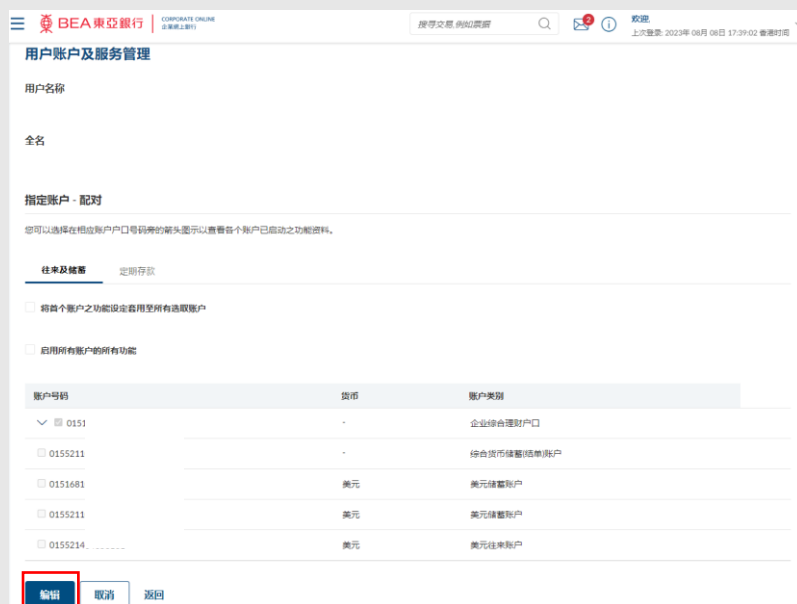 BEA東亞銀行 CORPORATE ONLINE
企業網上銀行
搜寻交易,例如票据
2
欢迎,
上次登录: 2023年 08月 08日 17:39:02 香港时间
用户账户及服务管理
用户名称
全名
指定账户 - 配对
您可以选择在相应账户户口号码旁的箭头图示以查看各个账户已启动之功能资料。
往来及储蓄 定期存款
将首个账户之功能设定套用至所有选取账户
启用所有账户的所有功能
账户号码 货币 账户类别
0151 - 企业综合理财户口
0155211 - 综合货币储蓄(结单)账户
0151681 美元 美元储蓄账户
0155211 美元 美元储蓄账户
0155214 美元 美元往来账户
编辑 取消 返回